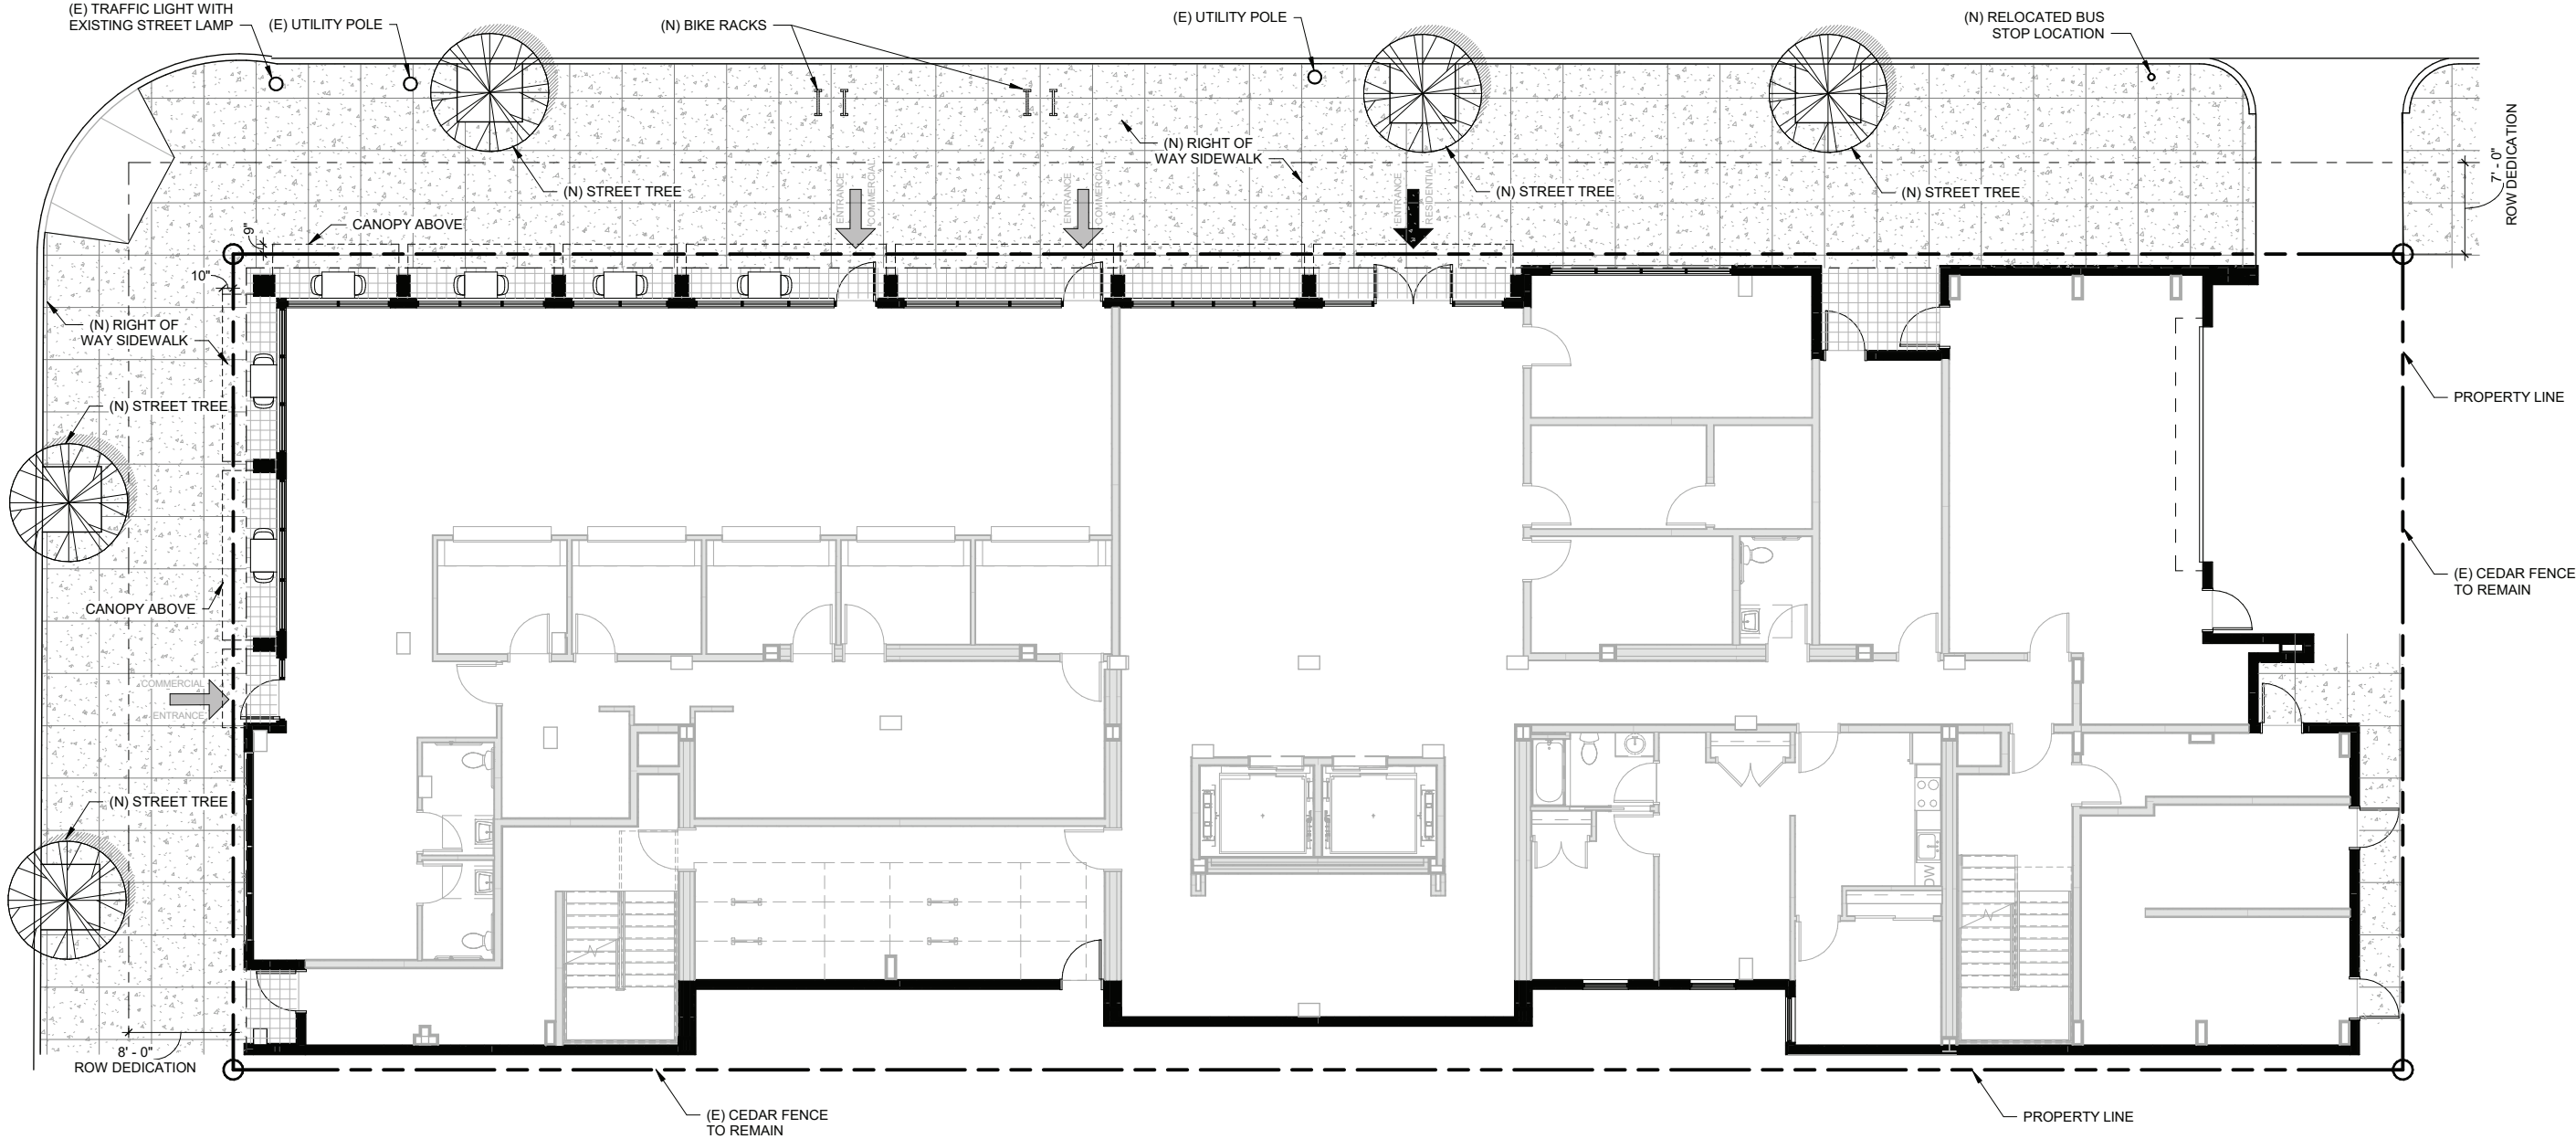 (E) TRAFFIC LIGHT WITH
EXISTING STREET LAMP
(E) UTILITY POLE
(N) BIKE RACKS
(E) UTILITY POLE
(N) RELOCATED BUS
STOP LOCATION
(N) STREET TREE
(N) RIGHT OF
WAY SIDEWALK
(N) STREET TREE
(N) STREET TREE
7' - 0"
ROW DEDICATION
ENTRANCE
COMMERCIAL
ENTRANCE
COMMERCIAL
ENTRANCE
RESIDENTIAL
9"
CANOPY ABOVE
10"
(N) RIGHT OF
WAY SIDEWALK
PROPERTY LINE
(N) STREET TREE
(E) CEDAR FENCE
TO REMAIN
CANOPY ABOVE
COMMERCIAL
ENTRANCE
(N) STREET TREE
DW
8' - 0"
ROW DEDICATION
(E) CEDAR FENCE
TO REMAIN
PROPERTY LINE